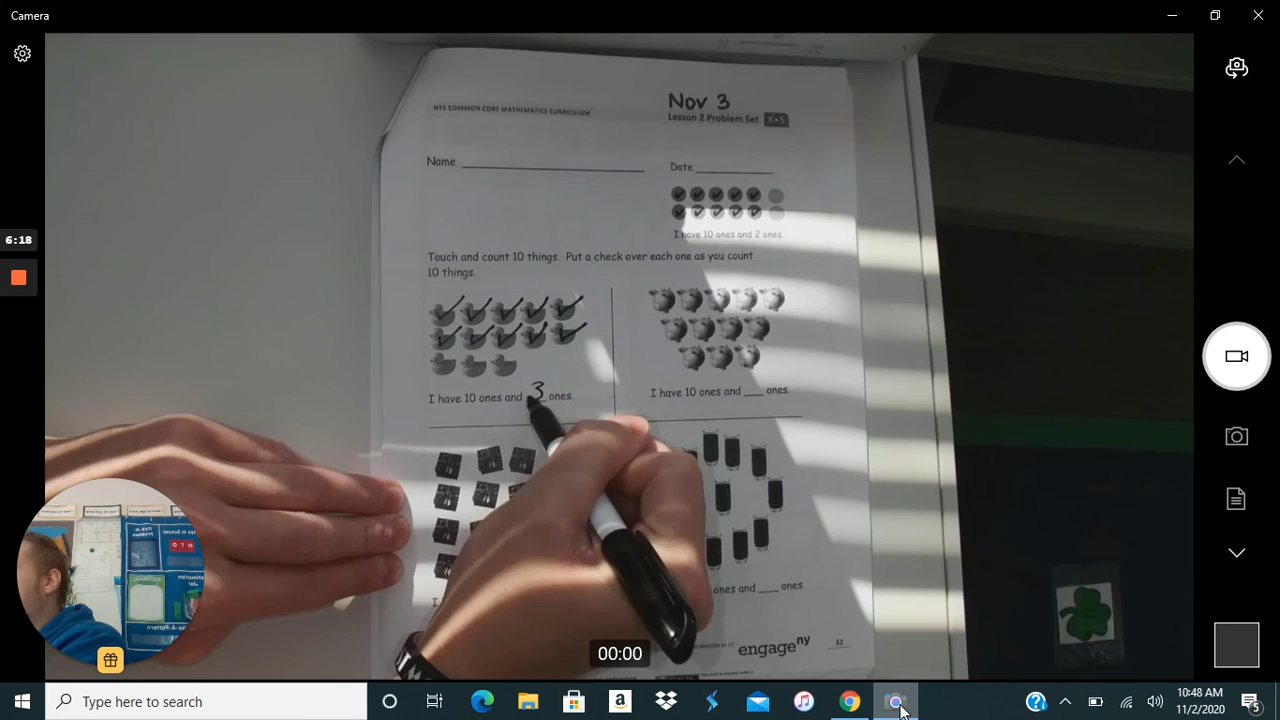 Camera
Nov 3
NYS COMMON CORE MATHEMATICS CURRICULUM
Lesson 2 Problem Set
Name
Date
I have 10 ones and 2 ones.
Touch and count 10 things. Put a check over each one as you count
10 things.
I have 10 ones and 3 ones.
I have 10 ones and ___ ones.
ones and ___ ones.
engageny
32
6:18
00:00
Type here to search
10:48 AM
11/2/2020
5